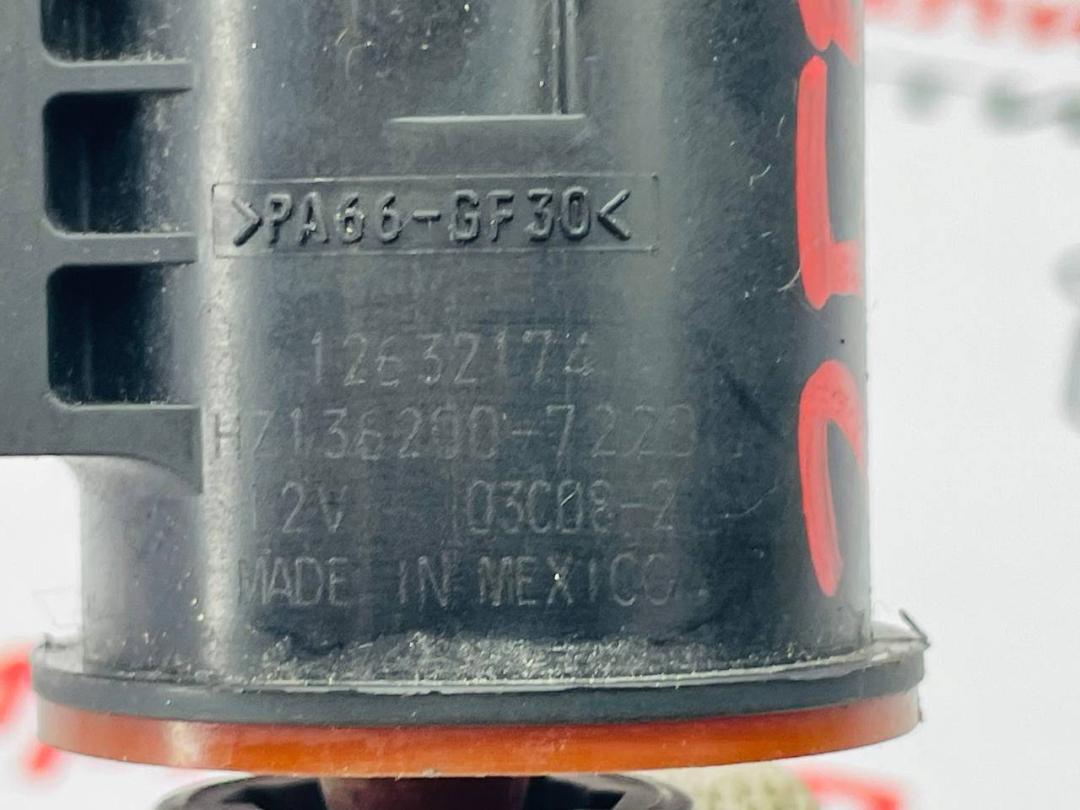 >PA66-GF30<
12632174
HZ136200-7220
12V 03C08-2
MADE IN MEXICO